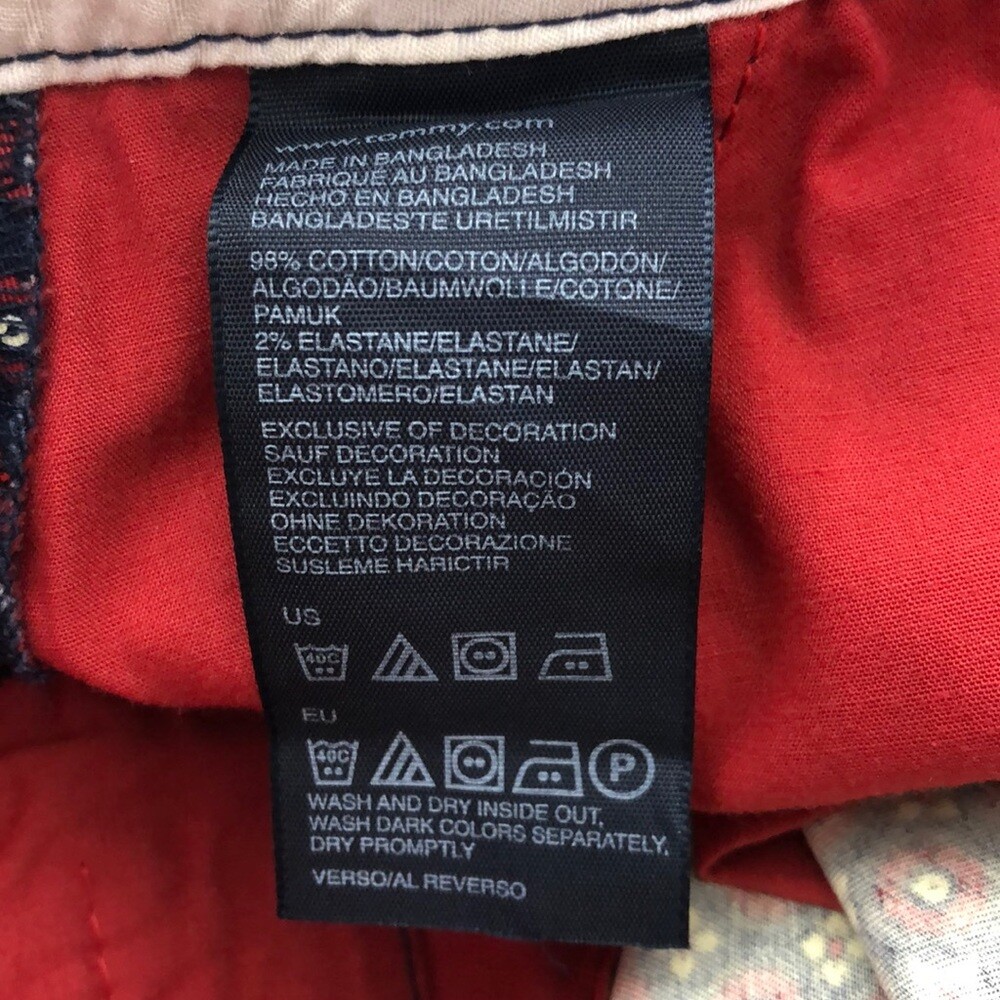 www.tommy.com
MADE IN BANGLADESH
FABRIQUÉ AU BANGLADESH
HECHO EN BANGLADESH
BANGLADES'TE URETILMISTIR
98% COTTON/COTON/ALGODÓN/
ALGODÃO/BAUMWOLLE/COTONE/
PAMUK
2% ELASTANE/ELASTANE/
ELASTANO/ELASTANE/ELASTAN/
ELASTOMERO/ELASTAN
EXCLUSIVE OF DECORATION
SAUF DECORATION
EXCLUYE LA DECORACIÓN
EXCLUINDO DECORAÇÃO
OHNE DEKORATION
ECCETTO DECORAZIONE
SUSLEME HARICTIR
US
40C
EU
40C P
WASH AND DRY INSIDE OUT,
WASH DARK COLORS SEPARATELY,
DRY PROMPTLY
VERSO/AL REVERSO